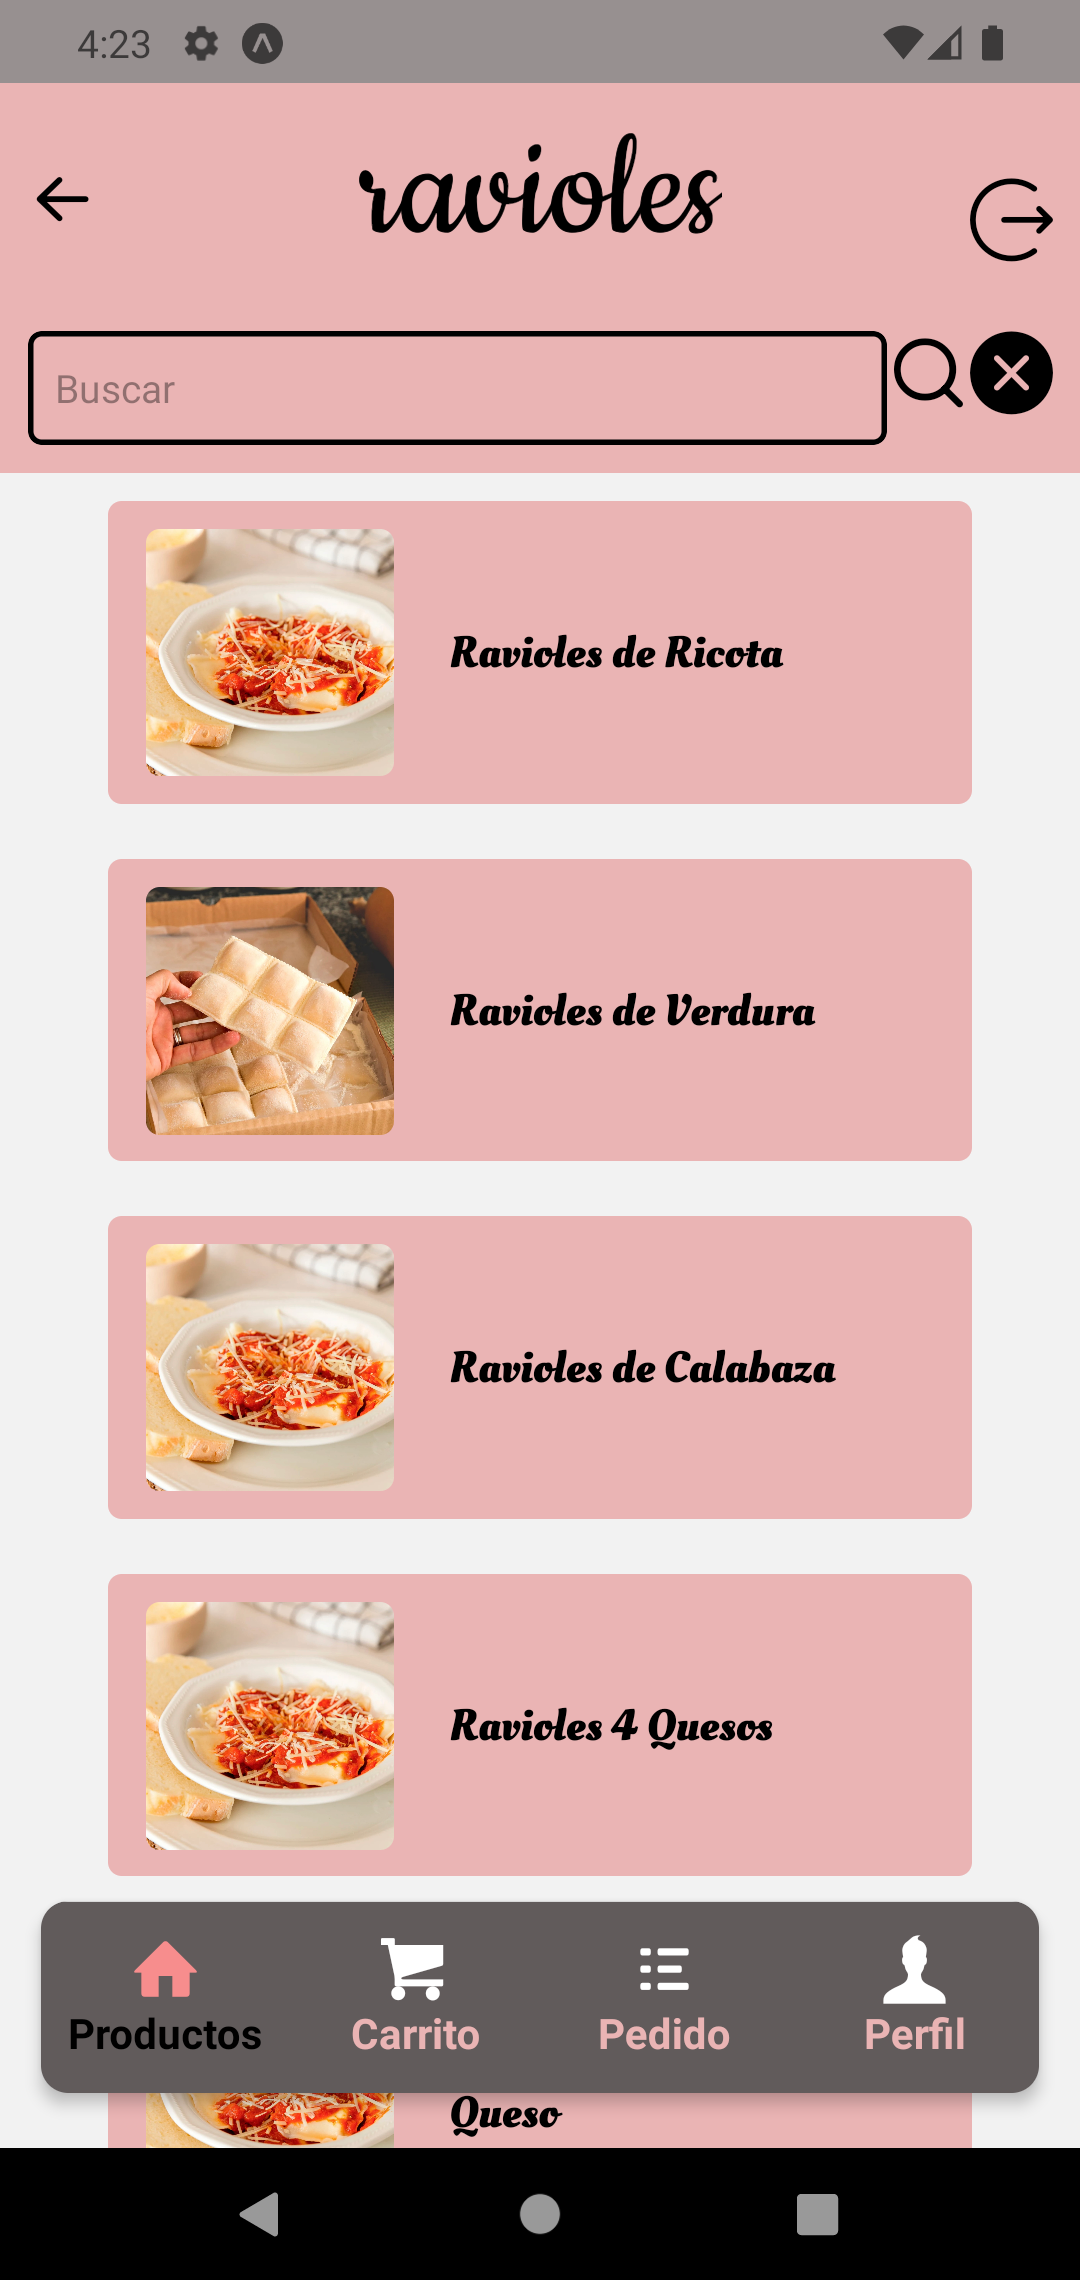 4:23
ravioles
Buscar
Ravioles de Ricota
Ravioles de Verdura
Ravioles de Calabaza
Ravioles 4 Quesos
Productos
Carrito
Pedido
Perfil
Queso